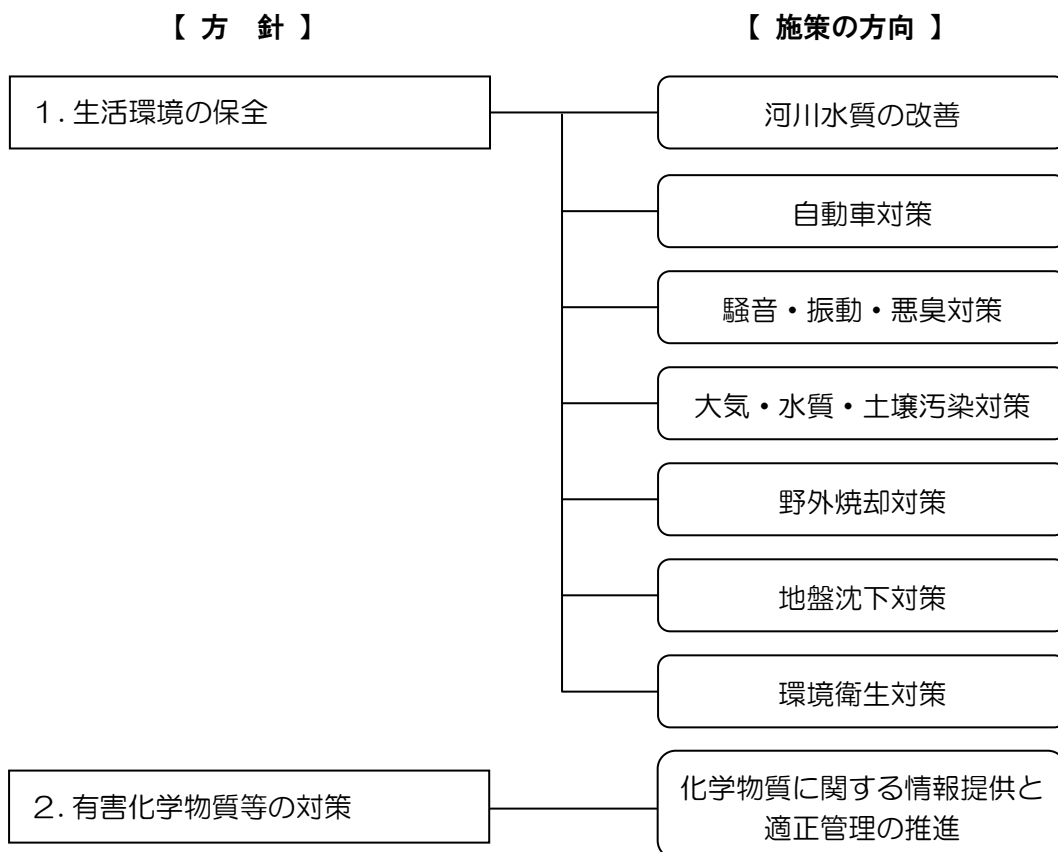 【 方　針 】
【 施策の方向 】
１. 生活環境の保全
河川水質の改善
自動車対策
騒音・振動・悪臭対策
大気・水質・土壌汚染対策
野外焼却対策
地盤沈下対策
環境衛生対策
２. 有害化学物質等の対策
化学物質に関する情報提供と
適正管理の推進